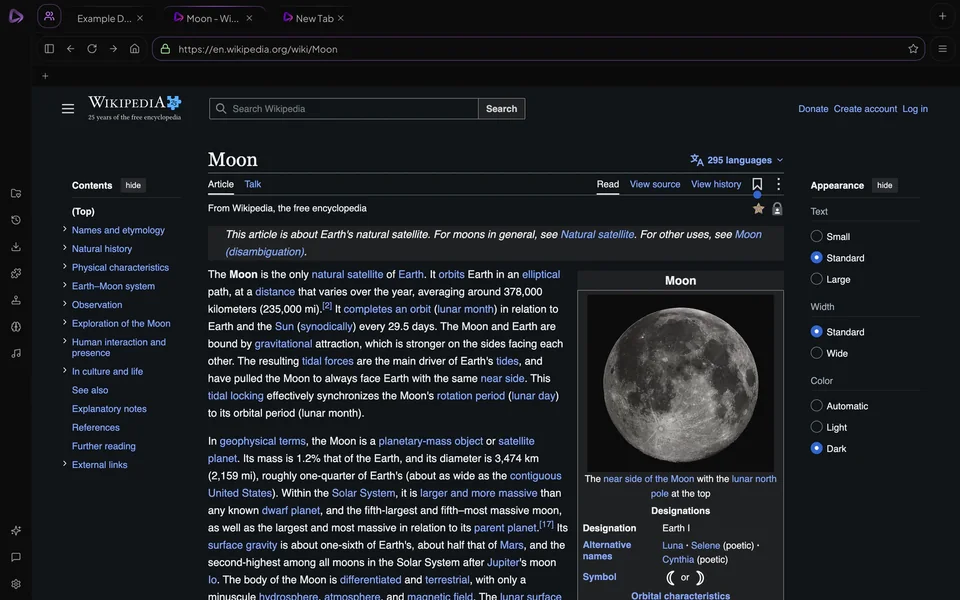 Example D...
Moon - Wi...
New Tab
https://en.wikipedia.org/wiki/Moon
WIKIPEDIA
25 years of the free encyclopedia
Search Wikipedia
Search
Donate Create account Log in
Contents hide
(Top)
Names and etymology
Natural history
Physical characteristics
Earth–Moon system
Observation
Exploration of the Moon
Human interaction and
presence
In culture and life
See also
Explanatory notes
References
Further reading
External links
Moon
295 languages
Article Talk
Read View source View history
From Wikipedia, the free encyclopedia
This article is about Earth's natural satellite. For moons in general, see Natural satellite. For other uses, see Moon
(disambiguation).
The Moon is the only natural satellite of Earth. It orbits Earth in an elliptical
path, at a distance that varies over the year, averaging around 378,000
kilometers (235,000 mi).[2] It completes an orbit (lunar month) in relation to
Earth and the Sun (synodically) every 29.5 days. The Moon and Earth are
bound by gravitational attraction, which is stronger on the sides facing each
other. The resulting tidal forces are the main driver of Earth's tides, and
have pulled the Moon to always face Earth with the same near side. This
tidal locking effectively synchronizes the Moon's rotation period (lunar day)
to its orbital period (lunar month).
In geophysical terms, the Moon is a planetary-mass object or satellite
planet. Its mass is 1.2% that of the Earth, and its diameter is 3,474 km
(2,159 mi), roughly one-quarter of Earth's (about as wide as the contiguous
United States). Within the Solar System, it is larger and more massive than
any known dwarf planet, and the fifth-largest and fifth–most massive moon,
as well as the largest and most massive in relation to its parent planet.[17] Its
surface gravity is about one-sixth of Earth's, about half that of Mars, and the
second-highest among all moons in the Solar System after Jupiter's moon
Io. The body of the Moon is differentiated and terrestrial, with only a
minuscule hydrosphere, atmosphere, and magnetic field. The lunar surface
Moon
The near side of the Moon with the lunar north
pole at the top
Designations
Designation Earth I
Alternative Luna · Selene (poetic) ·
names Cynthia (poetic)
Symbol or
Orbital characteristics
Appearance hide
Text
Small
Standard
Large
Width
Standard
Wide
Color
Automatic
Light
Dark